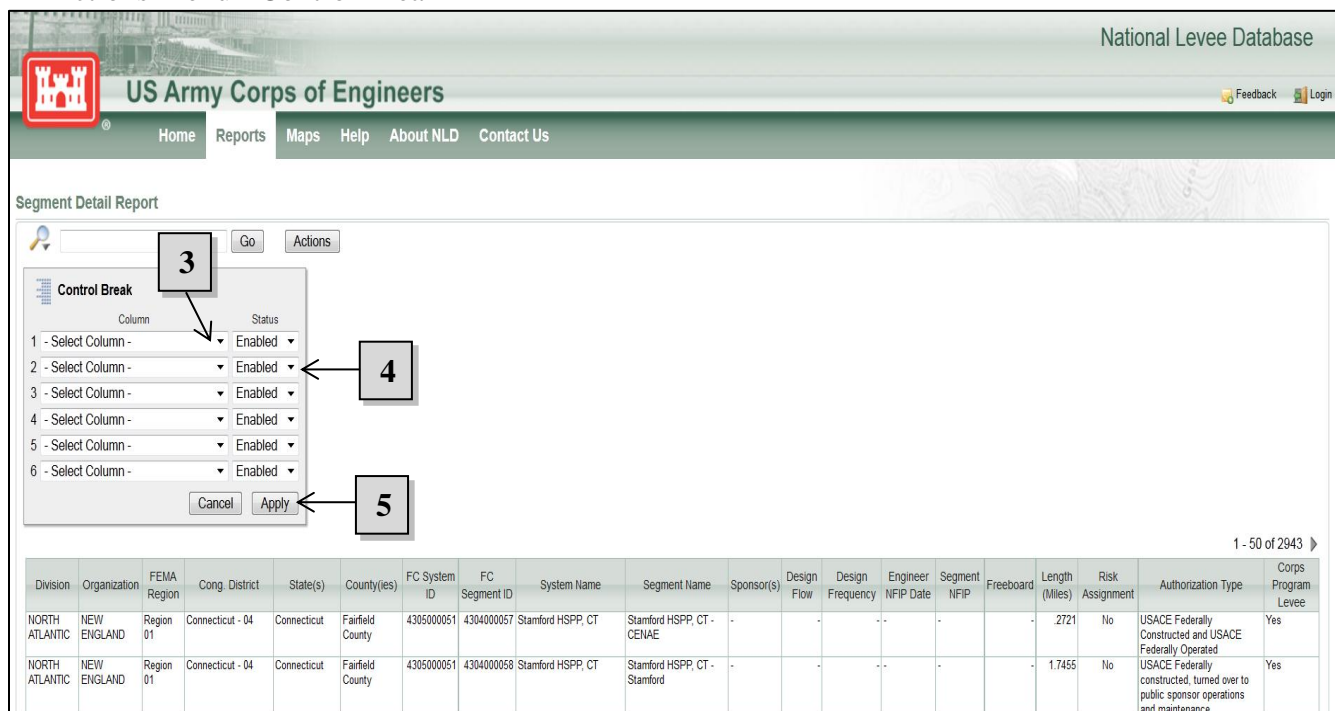 National Levee Database
US Army Corps of Engineers
®
Feedback Login
Home Reports Maps Help About NLD Contact Us
Segment Detail Report
Go Actions
3
Control Break
Column Status
1 - Select Column - Enabled
2 - Select Column - Enabled
4
3 - Select Column - Enabled
4 - Select Column - Enabled
5 - Select Column - Enabled
6 - Select Column - Enabled
Cancel Apply
5
1 - 50 of 2943
Division Organization FEMA Region Cong. District State(s) County(ies) FC System ID FC Segment ID System Name Segment Name Sponsor(s) Design Flow Design Frequency Engineer NFIP Date Segment NFIP Freeboard Length (Miles) Risk Assignment Authorization Type Corps Program Levee
NORTH ATLANTIC NEW ENGLAND Region 01 Connecticut - 04 Connecticut Fairfield County 4305000051 4304000057 Stamford HSPP, CT Stamford HSPP, CT - CENAE - - - - - - .2721 No USACE Federally Constructed and USACE Federally Operated Yes
NORTH ATLANTIC NEW ENGLAND Region 01 Connecticut - 04 Connecticut Fairfield County 4305000051 4304000058 Stamford HSPP, CT Stamford HSPP, CT - Stamford - - - - - - 1.7455 No USACE Federally constructed, turned over to public sponsor operations and maintenance Yes